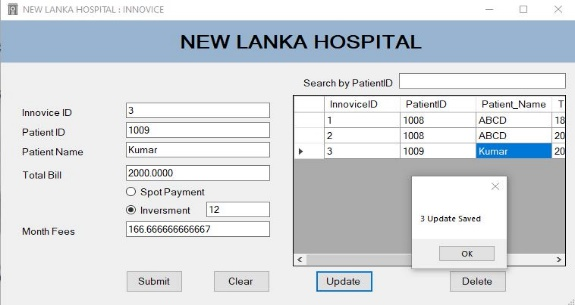 NEW LANKA HOSPITAL : INNOVICE
NEW LANKA HOSPITAL
Search by PatientID
Innovice ID 3
Patient ID 1009
Patient Name Kumar
Total Bill 2000.0000
Spot Payment
Inversment 12
Month Fees 166.666666666667
InnoviceID PatientID Patient_Name T
1 1008 ABCD 18
2 1008 ABCD 20
3 1009 Kumar 20
3 Update Saved
OK
Submit Clear Update Delete